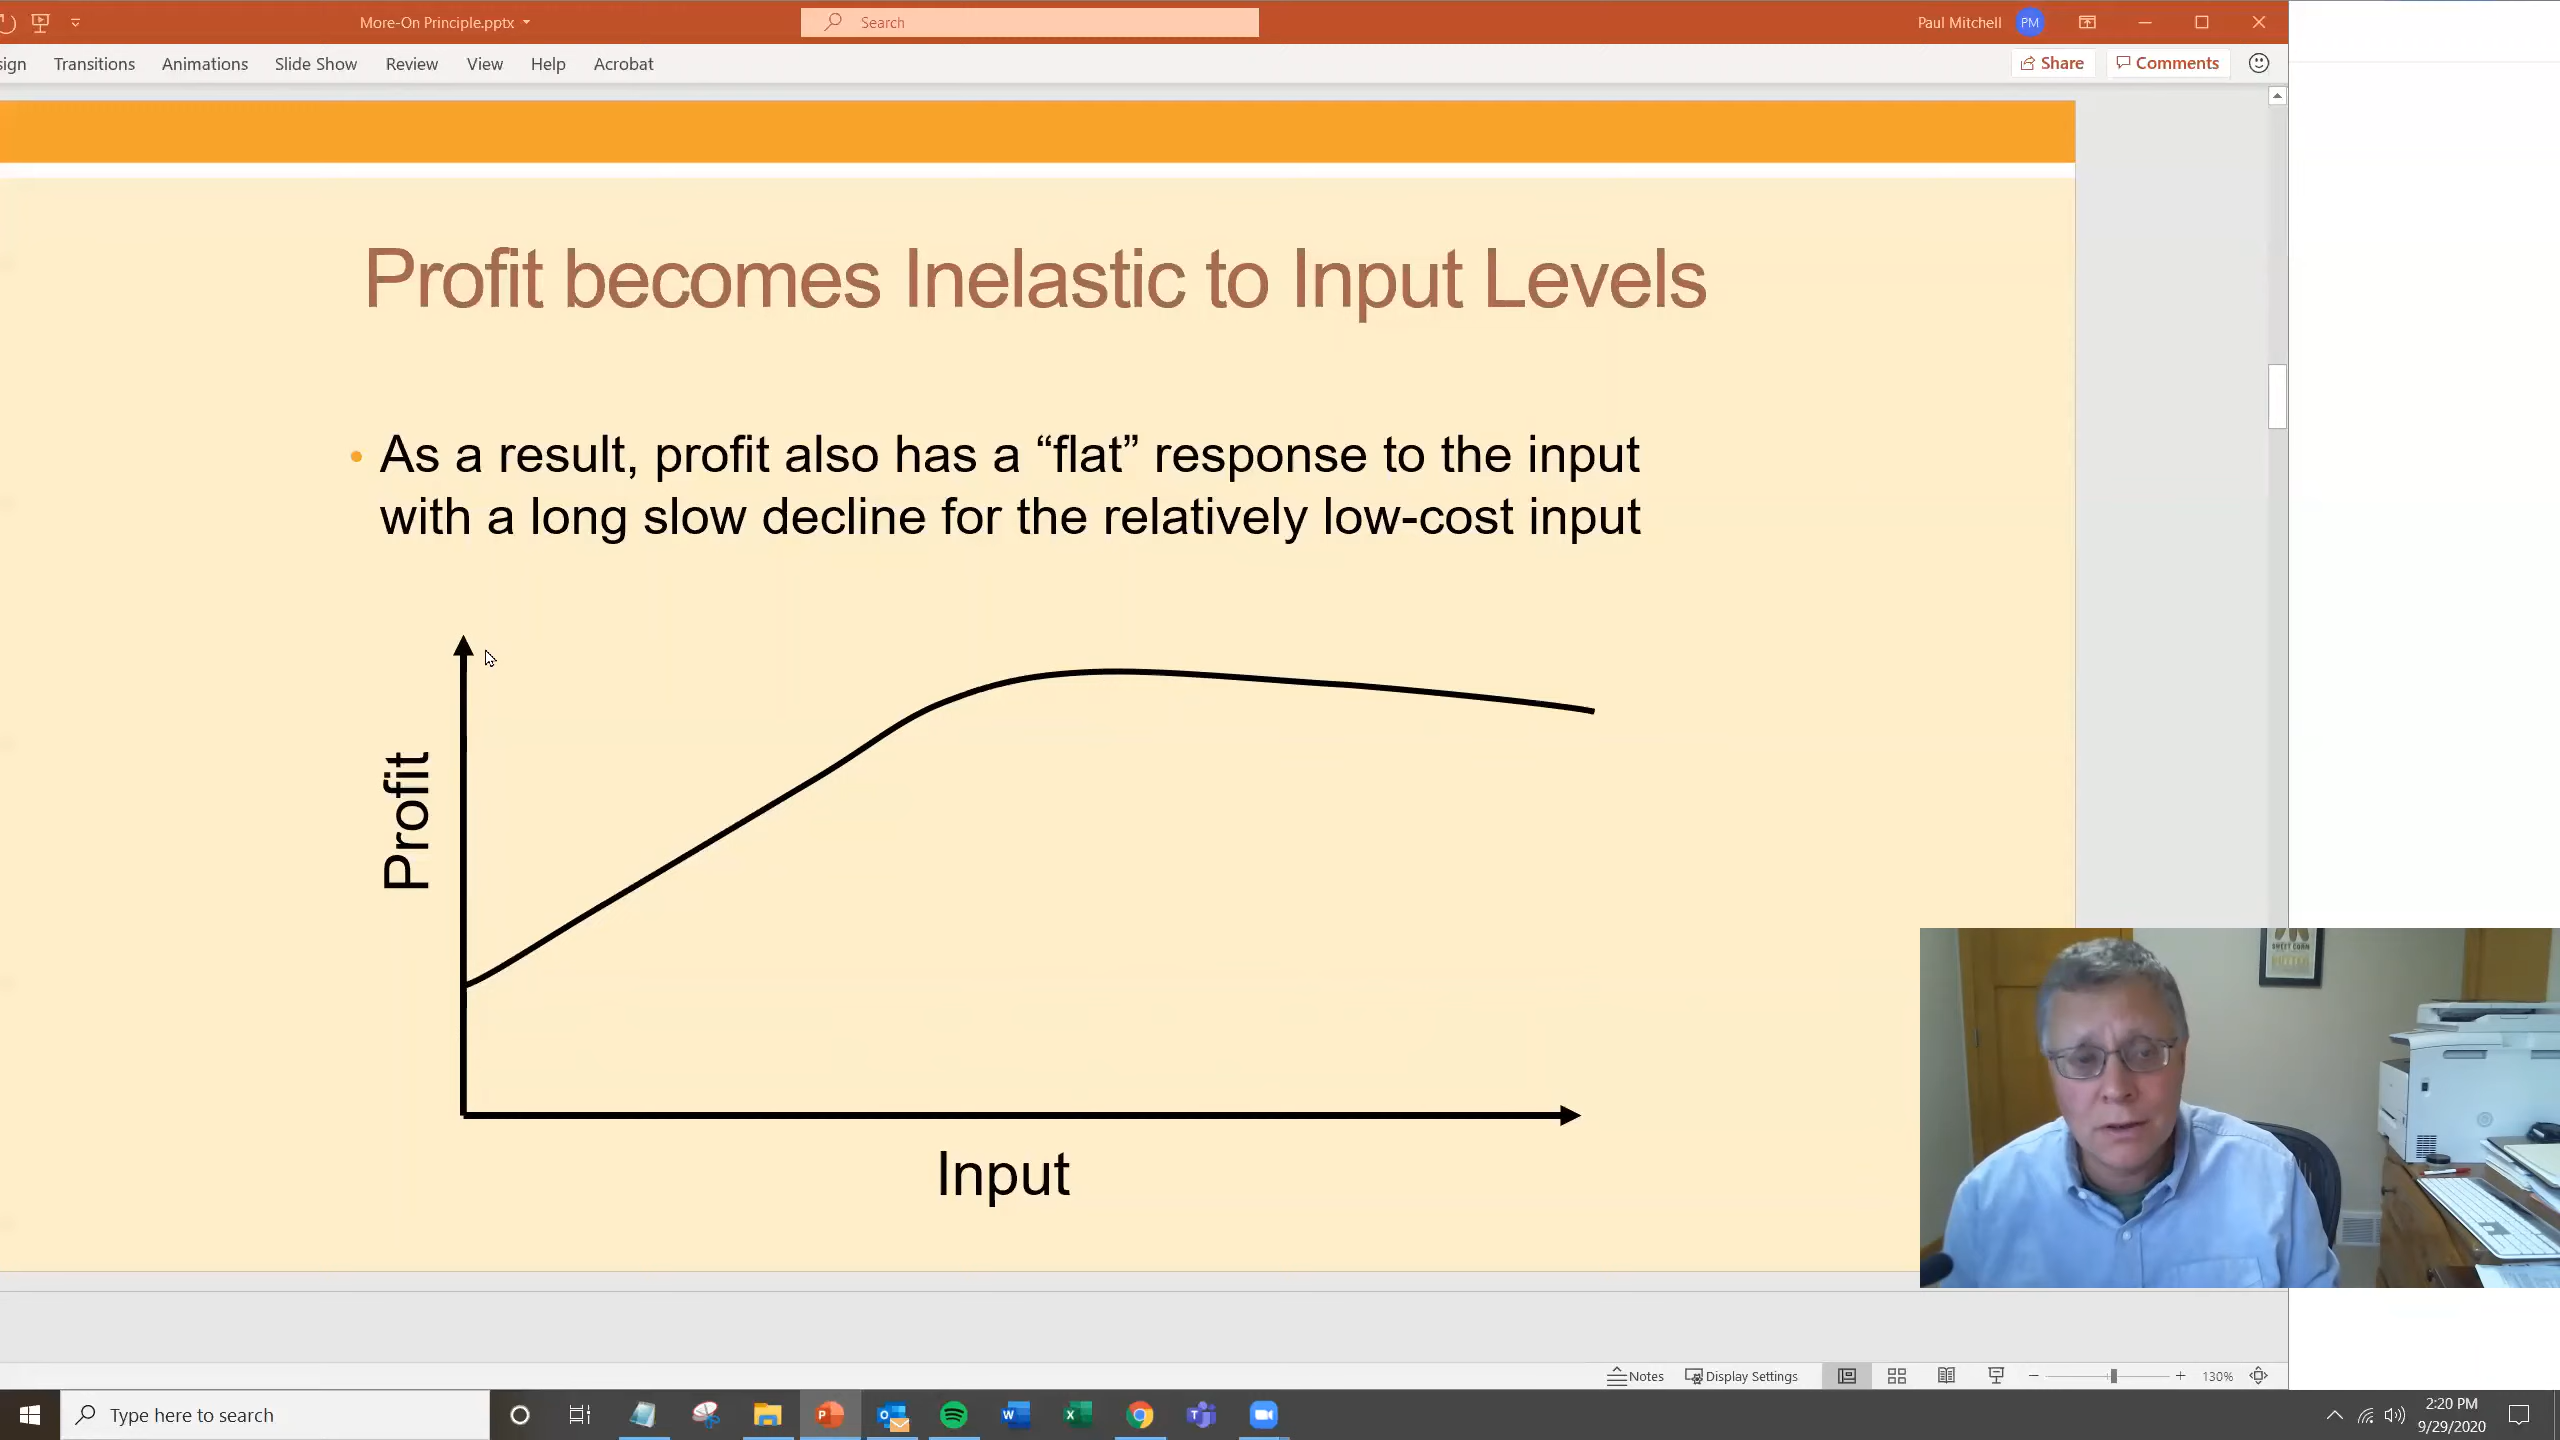 More-On Principle.pptx
Search
Paul Mitchell
PM
sign Transitions Animations Slide Show Review View Help Acrobat
Share
Comments
Profit becomes Inelastic to Input Levels
• As a result, profit also has a “flat” response to the input
with a long slow decline for the relatively low-cost input
Profit
Input
SWEET CORN
Notes
Display Settings
130%
Type here to search
2:20 PM
9/29/2020